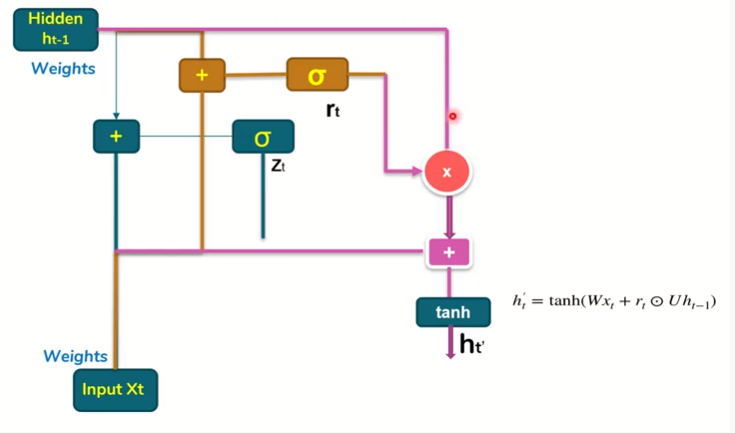 Hidden
ht-1
Weights
+
σ
rt
+
σ
Zt
x
+
tanh
h′t = tanh(Wxt + rt ⊙ Uht−1)
ht'
Weights
Input Xt